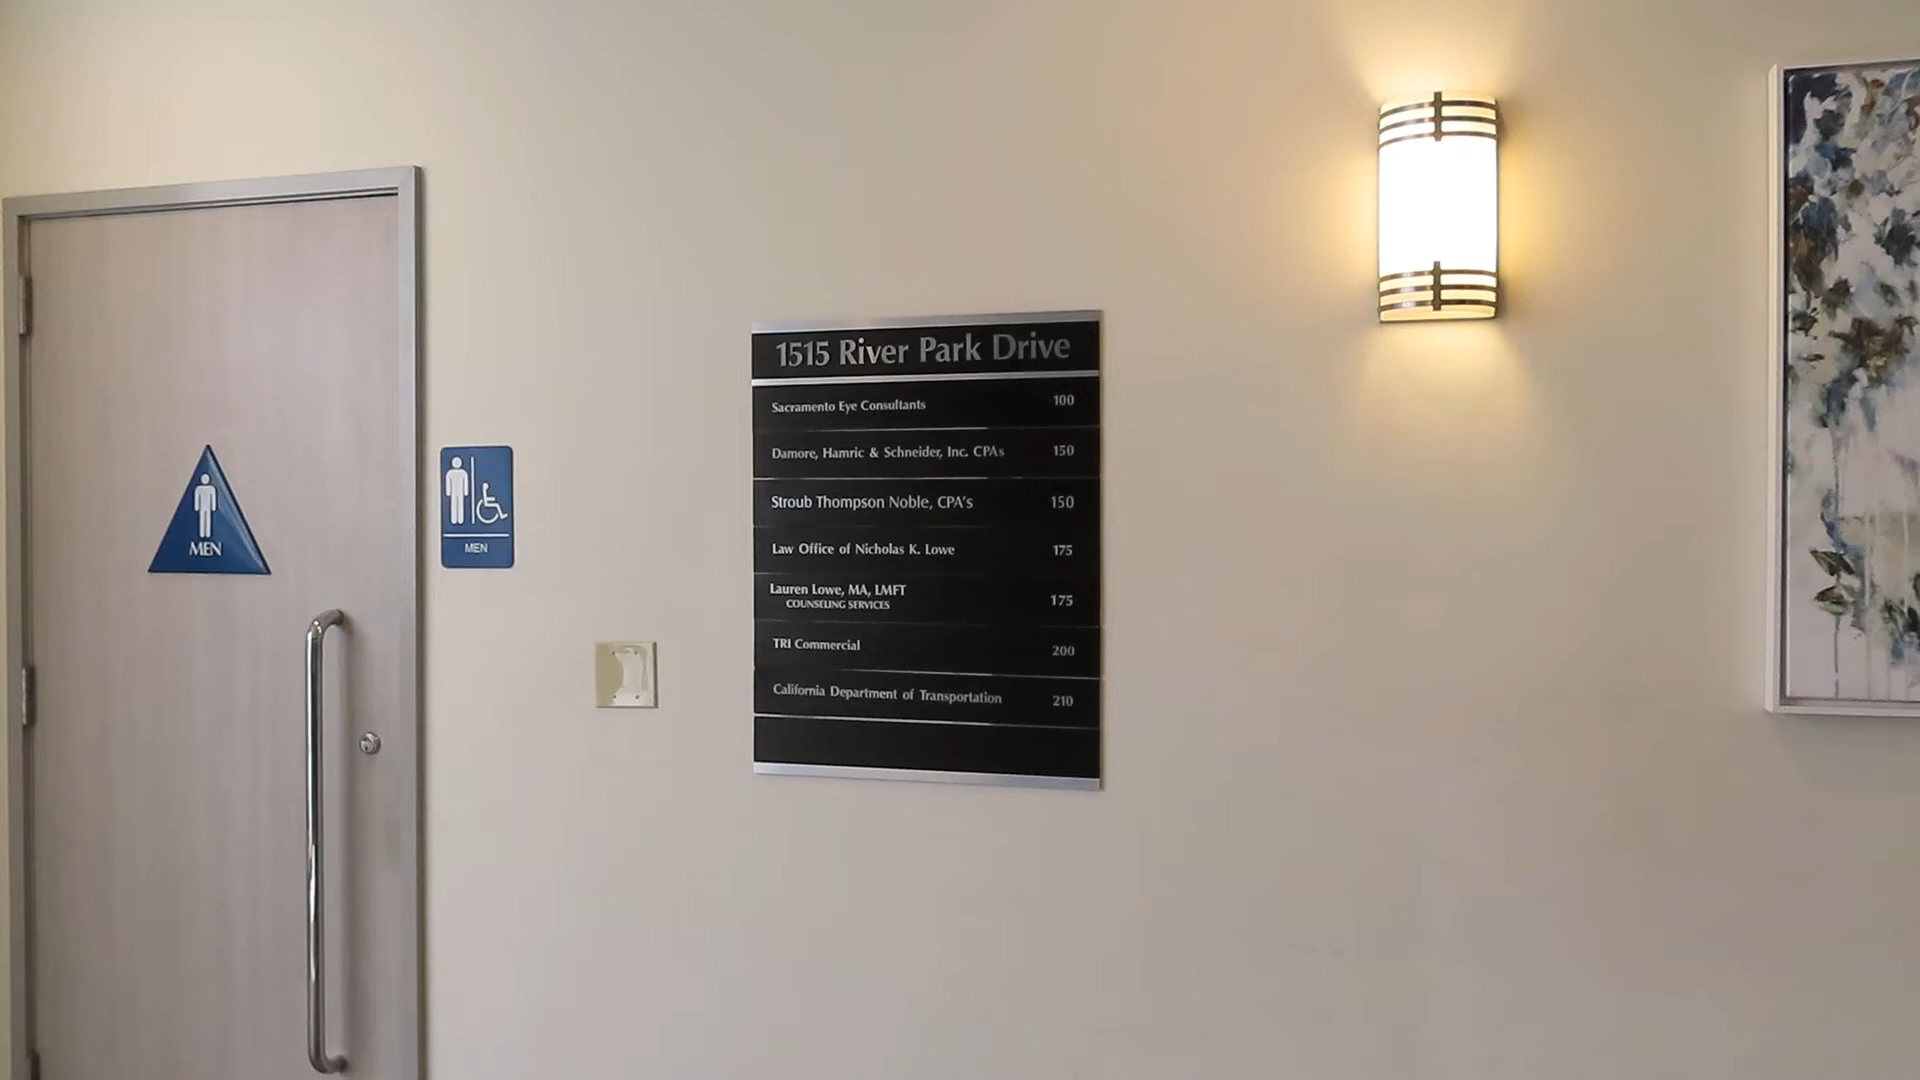 MEN
MEN
1515 River Park Drive
Sacramento Eye Consultants 100
Damore, Hamric & Schneider, Inc. CPAs 150
Stroub Thompson Noble, CPA's 150
Law Office of Nicholas K. Lowe 175
Lauren Lowe, MA, LMFT 175
COUNSELING SERVICES
TRI Commercial 200
California Department of Transportation 210